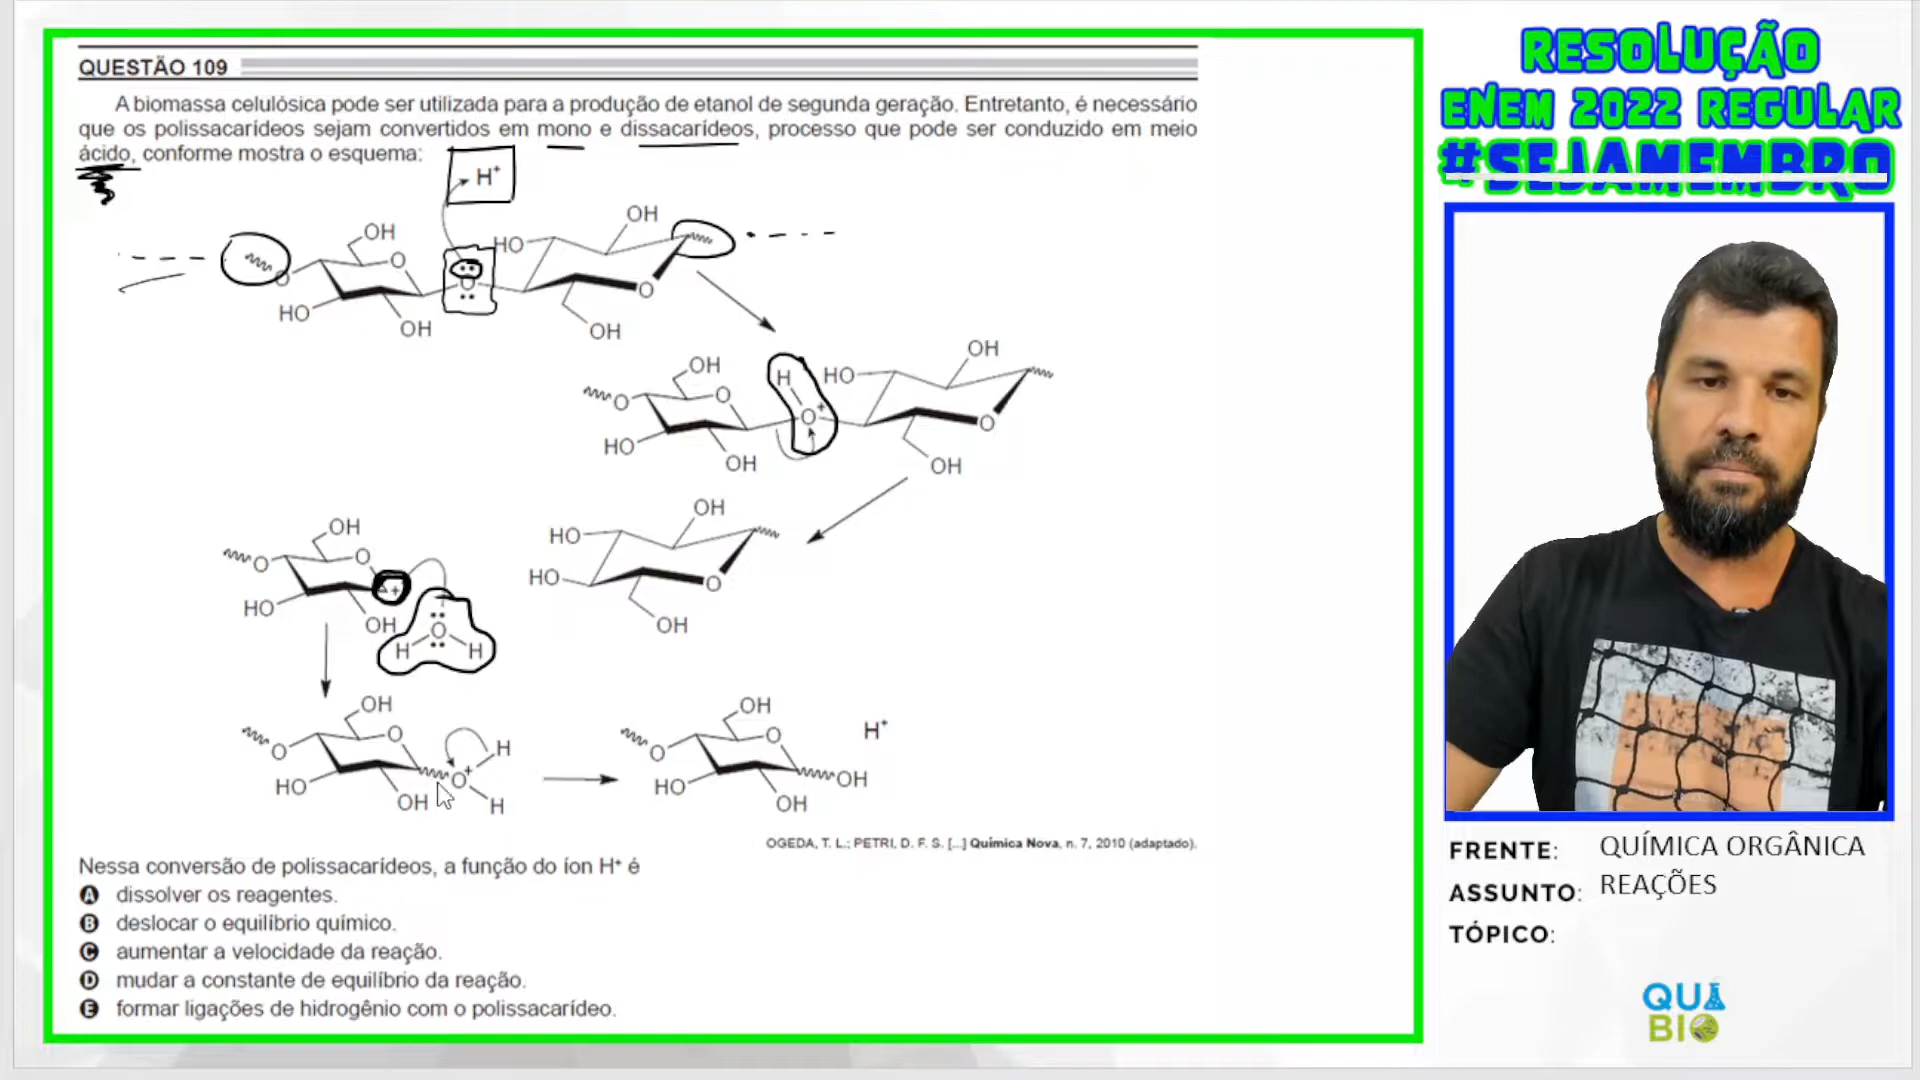 QUESTÃO 109
A biomassa celulósica pode ser utilizada para a produção de etanol de segunda geração. Entretanto, é necessário
que os polissacarídeos sejam convertidos em mono e dissacarídeos, processo que pode ser conduzido em meio
ácido, conforme mostra o esquema:
H⁺
OH
OH
HO
O
O
O
O
HO
OH
OH
OH
OH
H
HO
O
O
O⁺
O
HO
OH
OH
OH
HO
OH
O
O
HO
HO
+
O
OH
O
H
H
OH
OH
OH
H⁺
O
O
H
O
O
O⁺
OH
HO
HO
OH
H
OH
OGEDA, T. L.; PETRI, D. F. S. [...] Química Nova, n. 7, 2010 (adaptado).
Nessa conversão de polissacarídeos, a função do íon H⁺ é
A dissolver os reagentes.
B deslocar o equilíbrio químico.
C aumentar a velocidade da reação.
D mudar a constante de equilíbrio da reação.
E formar ligações de hidrogênio com o polissacarídeo.
RESOLUÇÃO
ENEM 2022 REGULAR
#SEJAMEMBRO
FRENTE: QUÍMICA ORGÂNICA
ASSUNTO: REAÇÕES
TÓPICO:
QUI
BIO